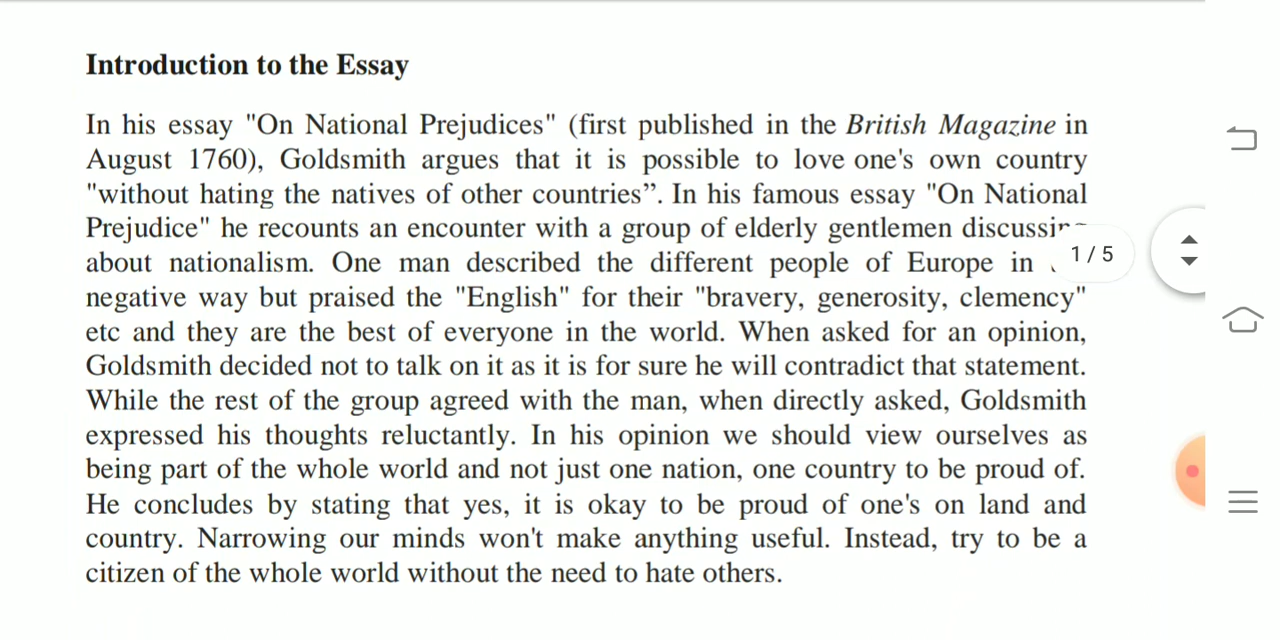 Introduction to the Essay
In his essay "On National Prejudices" (first published in the British Magazine in
August 1760), Goldsmith argues that it is possible to love one's own country
"without hating the natives of other countries”. In his famous essay "On National
Prejudice" he recounts an encounter with a group of elderly gentlemen discussing
about nationalism. One man described the different people of Europe in
1 / 5
negative way but praised the "English" for their "bravery, generosity, clemency"
etc and they are the best of everyone in the world. When asked for an opinion,
Goldsmith decided not to talk on it as it is for sure he will contradict that statement.
While the rest of the group agreed with the man, when directly asked, Goldsmith
expressed his thoughts reluctantly. In his opinion we should view ourselves as
being part of the whole world and not just one nation, one country to be proud of.
He concludes by stating that yes, it is okay to be proud of one's on land and
country. Narrowing our minds won't make anything useful. Instead, try to be a
citizen of the whole world without the need to hate others.